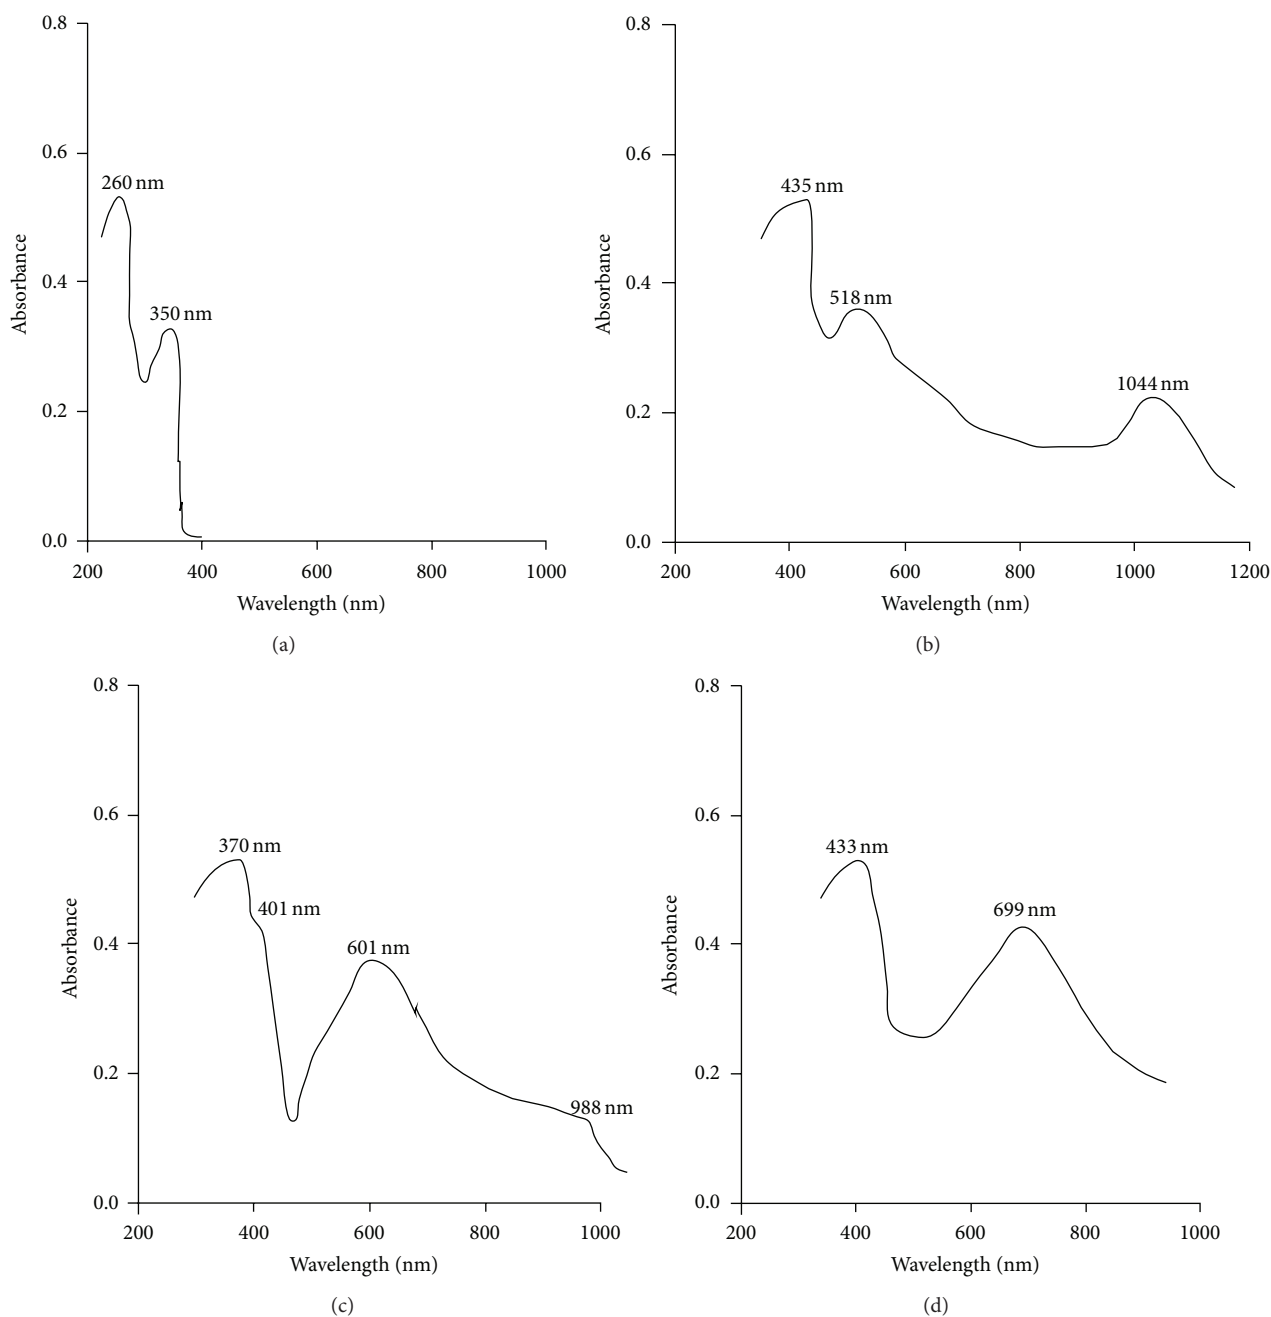 0.8
0.6
0.4
0.2
0.0
Absorbance
260 nm
350 nm
200 400 600 800 1000
Wavelength (nm)
(a)
0.8
0.6
0.4
0.2
0.0
Absorbance
435 nm
518 nm
1044 nm
200 400 600 800 1000 1200
Wavelength (nm)
(b)
0.8
0.6
0.4
0.2
0.0
Absorbance
370 nm
401 nm
601 nm
988 nm
200 400 600 800 1000
Wavelength (nm)
(c)
0.8
0.6
0.4
0.2
0.0
Absorbance
433 nm
699 nm
200 400 600 800 1000
Wavelength (nm)
(d)